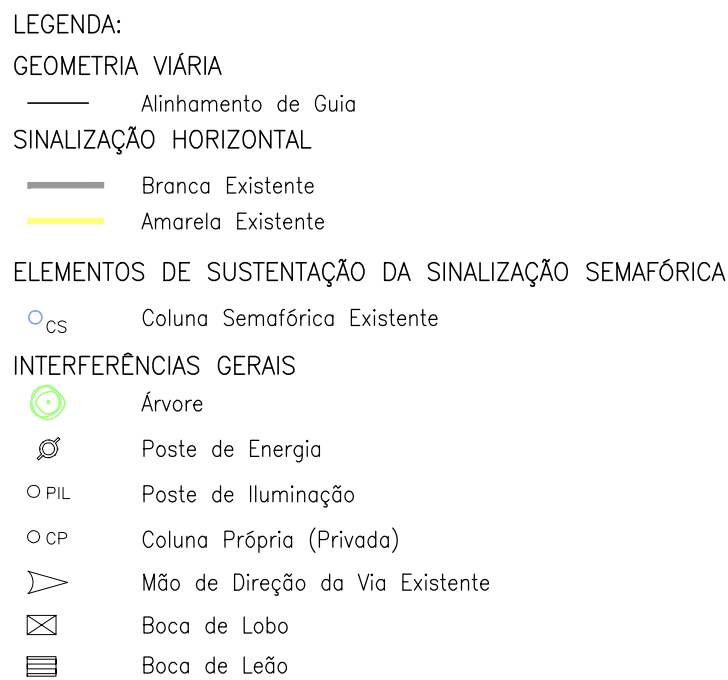 LEGENDA:
GEOMETRIA VIÁRIA
Alinhamento de Guia
SINALIZAÇÃO HORIZONTAL
Branca Existente
Amarela Existente
ELEMENTOS DE SUSTENTAÇÃO DA SINALIZAÇÃO SEMAFÓRICA
CS Coluna Semafórica Existente
INTERFERÊNCIAS GERAIS
Árvore
Poste de Energia
PIL Poste de Iluminação
CP Coluna Própria (Privada)
Mão de Direção da Via Existente
Boca de Lobo
Boca de Leão